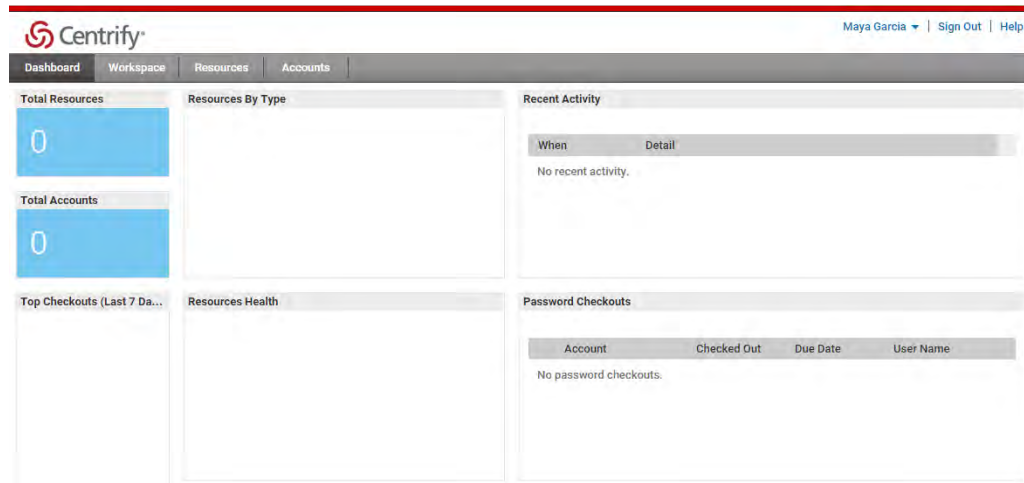 Centrify
Maya Garcia | Sign Out | Help
Dashboard Workspace Resources Accounts
Total Resources
0
Resources By Type
Recent Activity
When Detail
No recent activity.
Total Accounts
0
Top Checkouts (Last 7 Da...
Resources Health
Password Checkouts
Account Checked Out Due Date User Name
No password checkouts.